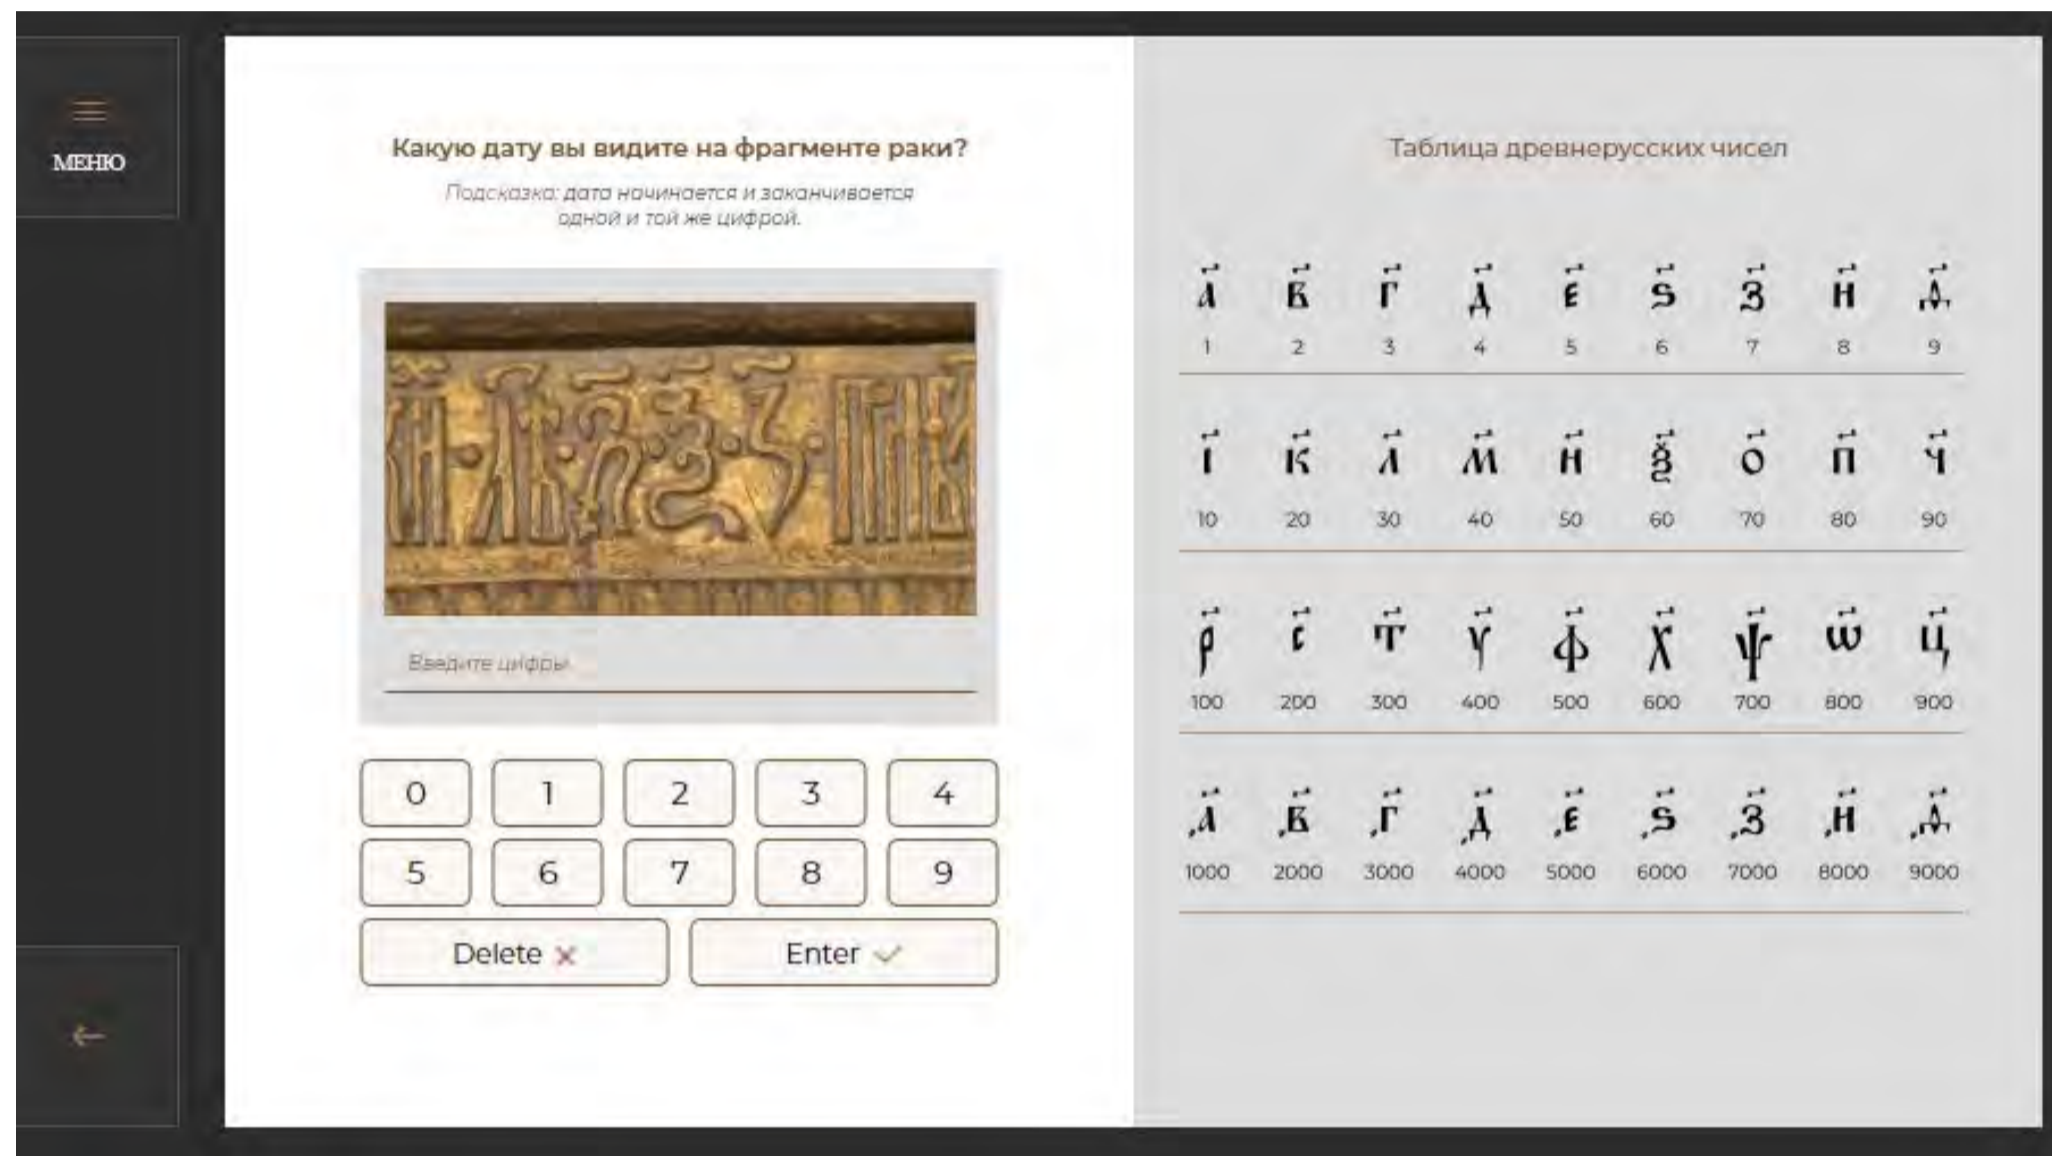 МЕНЮ
Какую дату вы видите на фрагменте раки?
Подсказка: дата начинается и заканчивается
одной и той же цифрой.
Введите цифры
0 1 2 3 4
5 6 7 8 9
Delete Enter
Таблица древнерусских чисел
а҃ в҃ г҃ д҃ е҃ ѕ҃ з҃ и҃ ѳ҃
1 2 3 4 5 6 7 8 9
і҃ к҃ л҃ м҃ н҃ ѯ҃ о҃ п҃ ч҃
10 20 30 40 50 60 70 80 90
р҃ с҃ т҃ у҃ ф҃ х҃ ѱ҃ ѡ҃ ц҃
100 200 300 400 500 600 700 800 900
҂а҃ ҂в҃ ҂г҃ ҂д҃ ҂е҃ ҂ѕ҃ ҂з҃ ҂и҃ ҂ѳ҃
1000 2000 3000 4000 5000 6000 7000 8000 9000